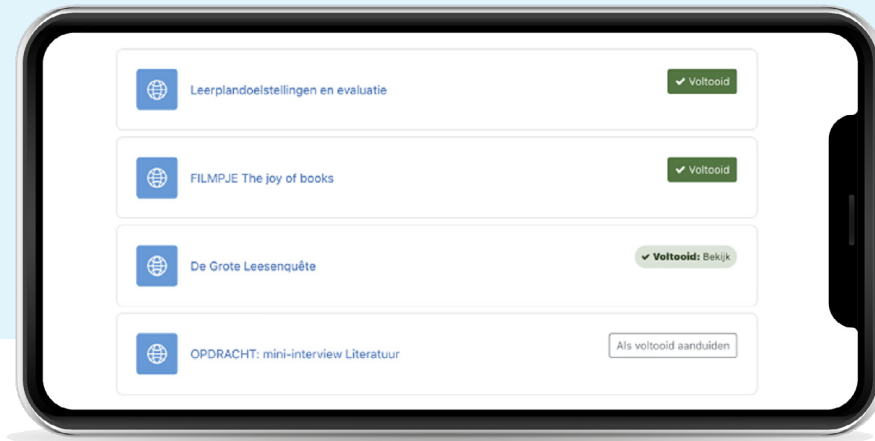 Leerplandoelstellingen en evaluatie
✔ Voltooid
FILMPJE The joy of books
✔ Voltooid
De Grote Leesenquête
✔ Voltooid: Bekijk
OPDRACHT: mini-interview Literatuur
Als voltooid aanduiden